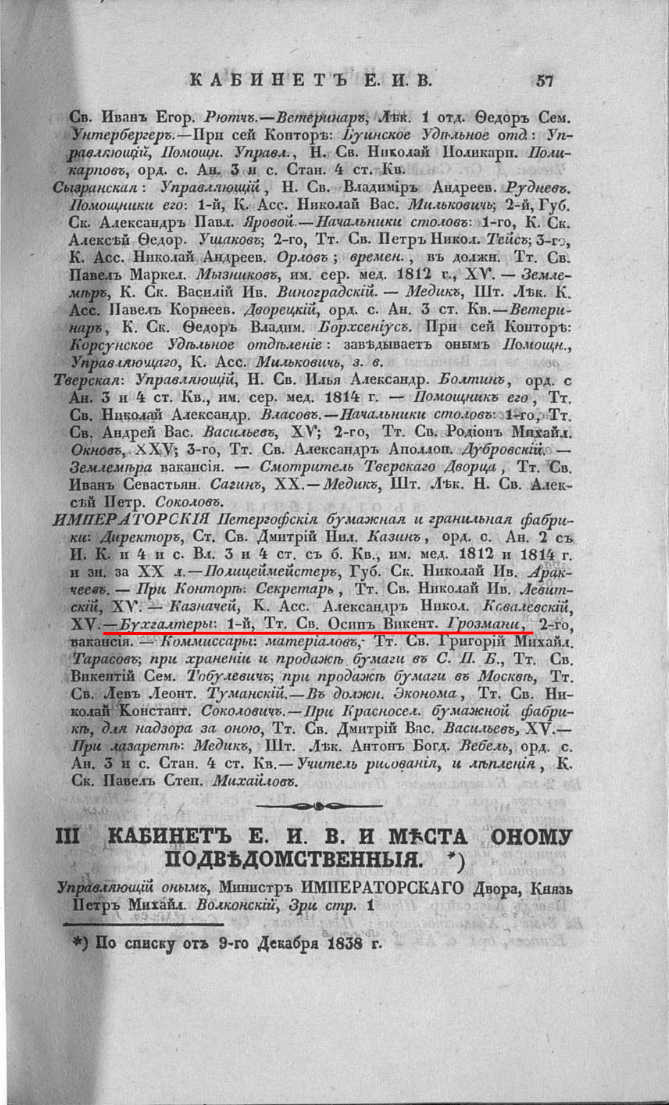 КАБИНЕТЪ Е. И. В. 57
Св. Иванъ Егор. Рютчъ.—Ветеринаръ, Лѣк. 1 отд. Ѳедоръ Сем.
Унтербергеръ.—При сей Конторѣ: Буинское Удѣльное отд: Уп-
равляющій, Помощн. Управл., Н. Св. Николай Поликарп. Поли-
карповъ, орд. с. Ан. 3 и с. Стан. 4 ст. Кв.
Сызранская: Управляющій, Н. Св. Владиміръ Андреев. Рудневъ.
Помощники его: 1-й, К. Асс. Николай Вас. Мильковичь; 2-й, Губ.
Ск. Александръ Павл. Яровой.—Начальники столовъ: 1-го, К. Ск.
Алексѣй Ѳедор. Ушаковъ; 2-го, Тт. Св. Петръ Никол. Тейсъ; 3-го,
К. Асс. Николай Андреев. Орловъ; времен., въ должн. Тт. Св.
Павелъ Маркел. Мызниковъ, им. сер. мед. 1812 г., XV. — Земле-
мѣръ, К. Ск. Василій Ив. Виноградскій. — Медикъ, Шт. Лѣк. К.
Асс. Павелъ Корнеев. Дворецкій, орд. с. Ан. 3 ст. Кв.—Ветери-
наръ, К. Ск. Ѳедоръ Владим. Борхсеніусъ. При сей Конторѣ:
Корсунское Удѣльное отдѣленіе: завѣдываетъ онымъ Помощн.,
Управляющаго, К. Асс. Мильковичь, з. в.
Тверская: Управляющій, Н. Св. Илья Александр. Болтинъ, орд. с
Ан. 3 и 4 ст. Кв., им. сер. мед. 1814 г. — Помощникъ его, Тт.
Св. Николай Александр. Власовъ.—Начальники столовъ: 1-го, Тт.
Св. Андрей Вас. Васильевъ, XV; 2-го, Тт. Св. Родіонъ Михайл.
Окновъ, XXV; 3-го, Тт. Св. Александръ Аполлон. Дубровскій. —
Землемѣра вакансія. — Смотритель Тверскаго Дворца, Тт. Св.
Иванъ Севастьян. Сагинъ, XX.—Медикъ, Шт. Лѣк. Н. Св. Алек-
сѣй Петр. Соколовъ.
ИМПЕРАТОРСКІЯ Петергофскія бумажная и гранильная фабри-
ки: Директоръ, Ст. Св. Дмитрій Нил. Казинъ, орд. с. Ан. 2 съ
И. К. и 4 и с. Вл. 3 и 4 ст. съ б. Кв., им. мед. 1812 и 1814 г.
и зн. за XX л.—Полицеймейстеръ, Губ. Ск. Николай Ив. Арак-
чеевъ. — При Конторѣ: Секретарь, Тт. Св. Николай Ив. Левит-
скій, XV. — Казначей, К. Асс. Александръ Никол. Ковалевскій,
XV.—Бухгалтеры: 1-й, Тт. Св. Осипъ Викент. Грозмани, 2-го,
вакансія. — Коммиссары: матеріаловъ, Тт. Св. Григорій Михайл.
Тарасовъ; при храненіи и продажѣ бумаги въ С. П. Б., Тт. Св.
Викентій Сем. Тобулевичъ; при продажѣ бумаги въ Москвѣ, Тт.
Св. Левъ Леонт. Туманскій.—Въ должн. Эконома, Тт. Св. Ни-
колай Констант. Соколовичъ.—При Красносел. бумажной фабри-
кѣ, для надзора за оною, Тт. Св. Дмитрій Вас. Васильевъ, XV.—
При лазаретѣ: Медикъ, Шт. Лѣк. Антонъ Богд. Вебель, орд. с.
Ан. 3 и с. Стан. 4 ст. Кв.—Учитель рисованія, и лѣпленія, К.
Ск. Павелъ Степ. Михайловъ.
III КАБИНЕТЪ Е. И. В. И МѢСТА ОНОМУ
ПОДВѢДОМСТВЕННЫЯ. *)
Управляющій онымъ, Министръ ИМПЕРАТОРСКАГО Двора, Князь
Петръ Михайл. Волконскій, Зри стр. 1
*) По списку отъ 9-го Декабря 1838 г.